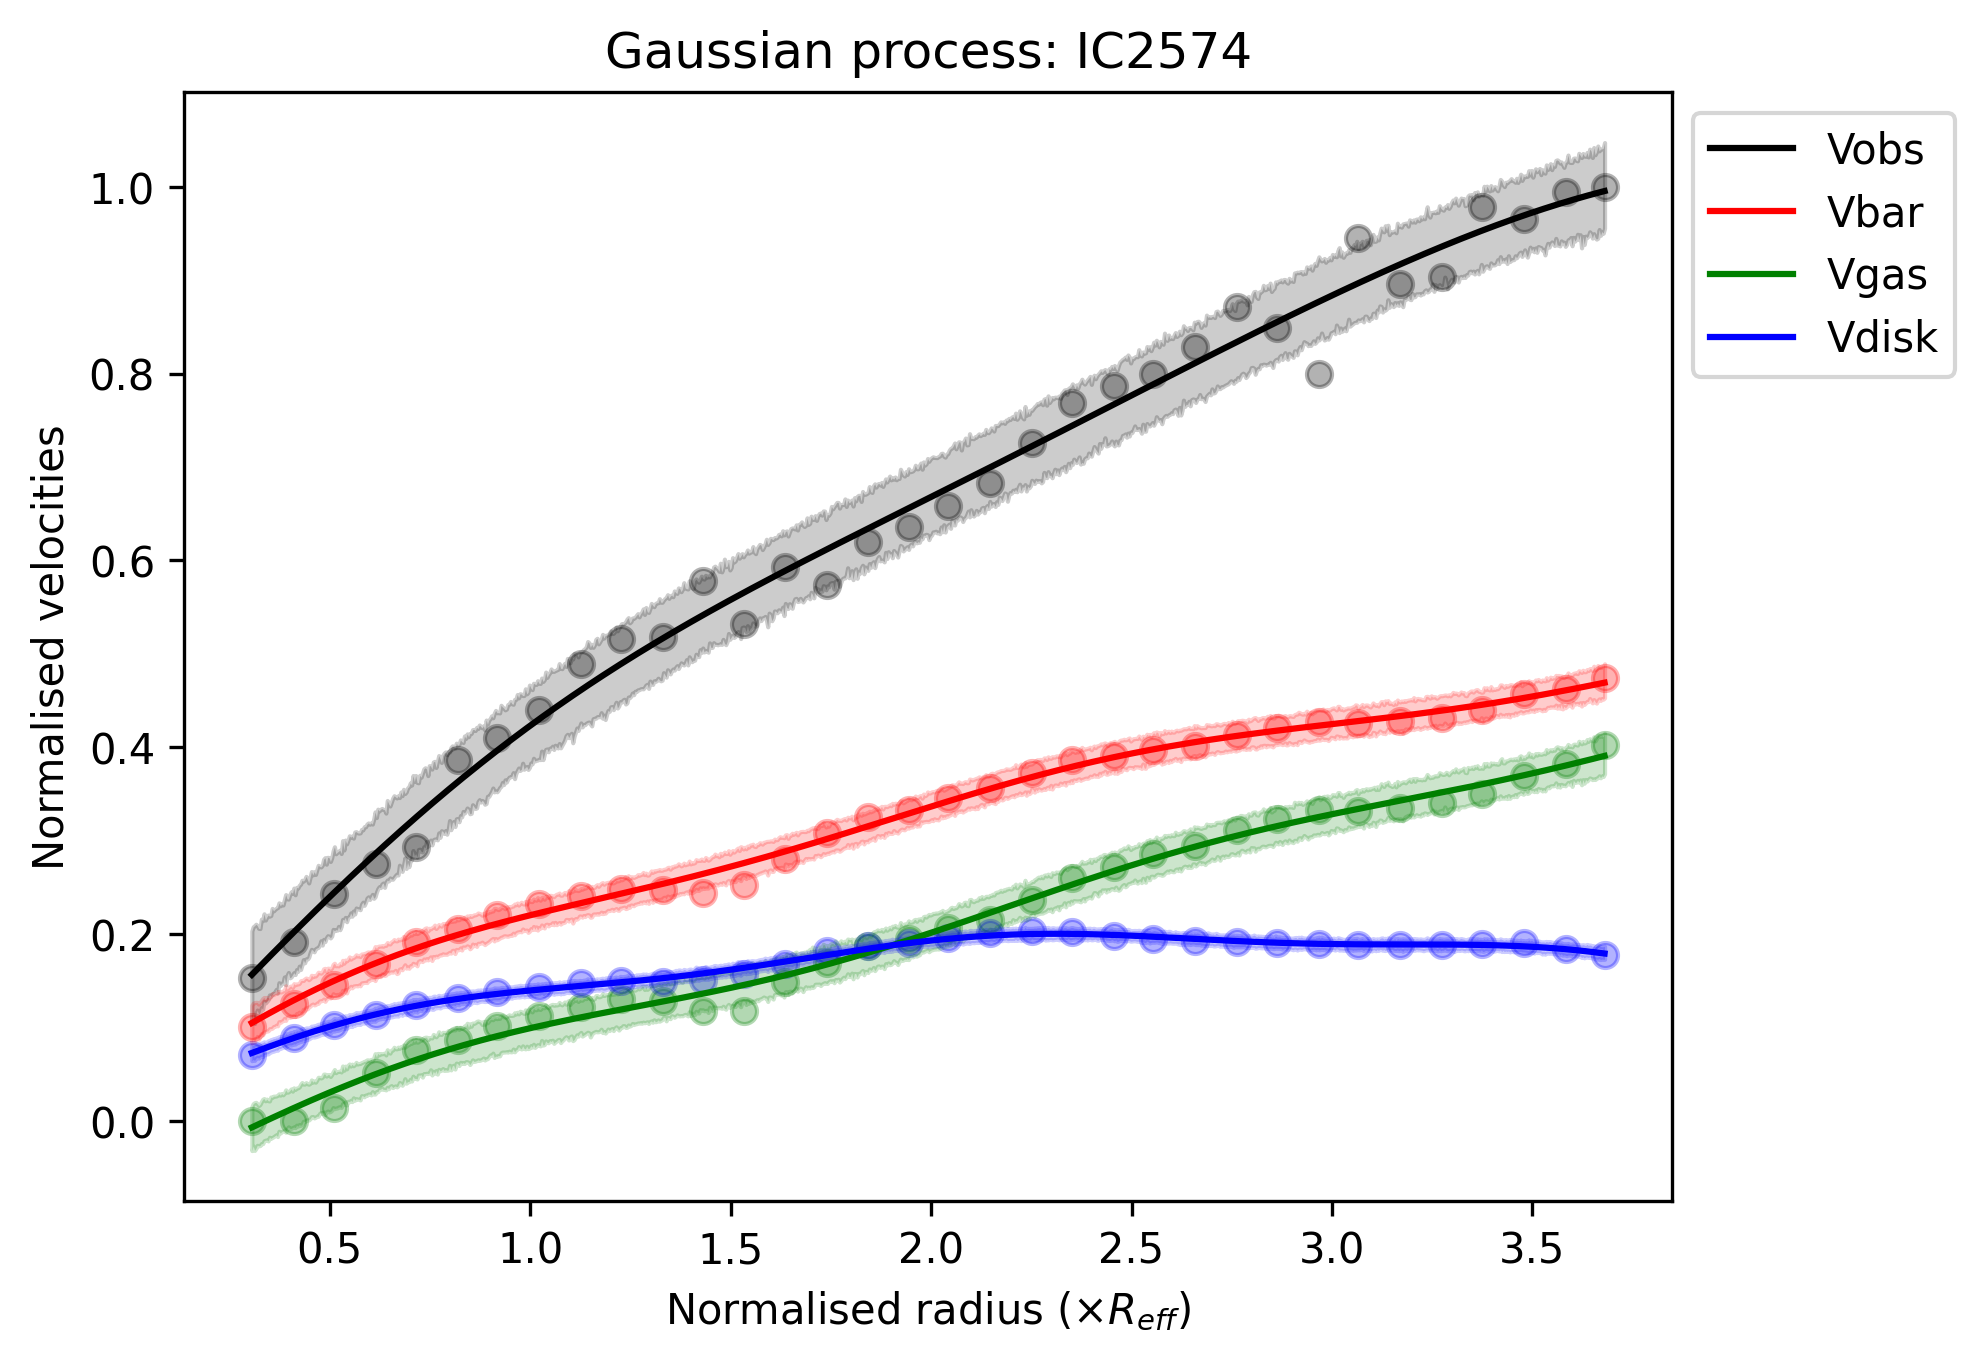 Gaussian process: IC2574
Vobs
Vbar
Vgas
Vdisk
Normalised velocities
1.0
0.8
0.6
0.4
0.2
0.0
0.5 1.0 1.5 2.0 2.5 3.0 3.5
Normalised radius (×R_eff)